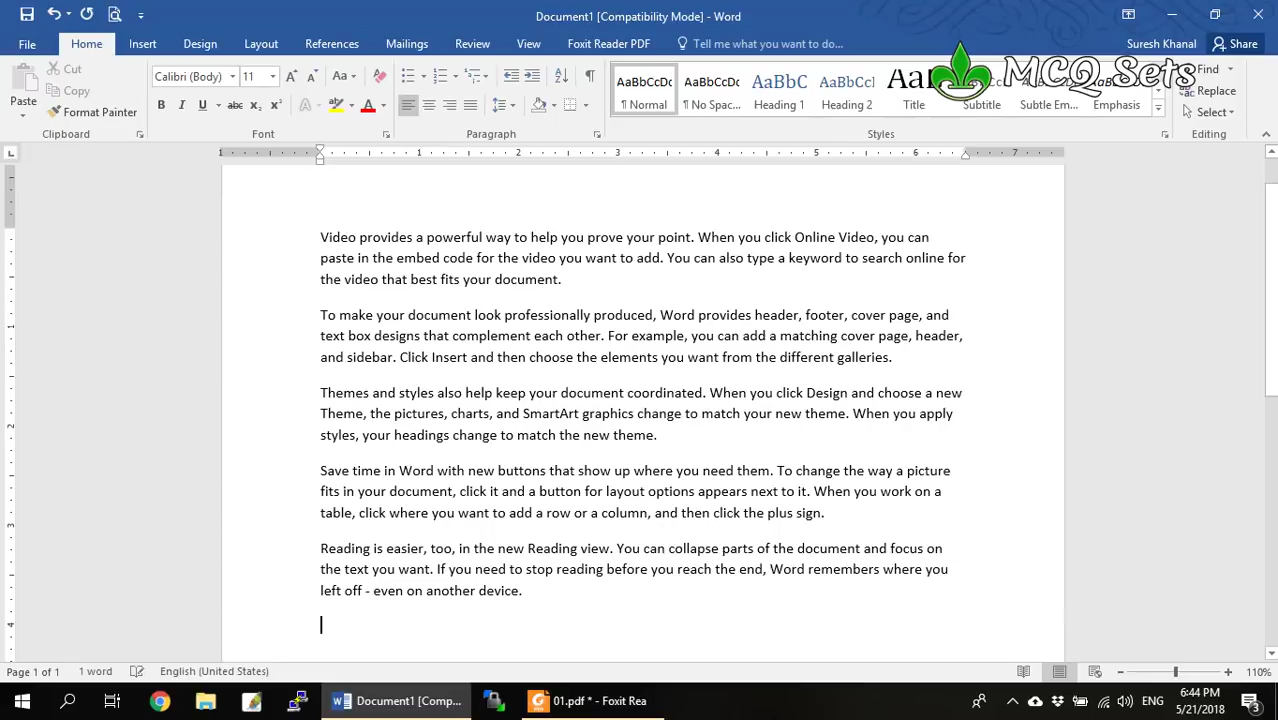 Document1 [Compatibility Mode] - Word
File Home Insert Design Layout References Mailings Review View Foxit Reader PDF Tell me what you want to do... Suresh Khanal Share
MCQ Sets
Paste
Cut
Copy
Format Painter
Clipboard
Calibri (Body) 11
Font
Paragraph
AaBbCcDc AaBbCcDc AaBbC AaBbCcI
¶ Normal ¶ No Spac... Heading 1 Heading 2 Title Subtitle Subtle Em... Emphasis
Styles
Find
Replace
Select
Editing
1 1 2 3 4 5 6 7
Video provides a powerful way to help you prove your point. When you click Online Video, you can
paste in the embed code for the video you want to add. You can also type a keyword to search online for
the video that best fits your document.
To make your document look professionally produced, Word provides header, footer, cover page, and
text box designs that complement each other. For example, you can add a matching cover page, header,
and sidebar. Click Insert and then choose the elements you want from the different galleries.
Themes and styles also help keep your document coordinated. When you click Design and choose a new
Theme, the pictures, charts, and SmartArt graphics change to match your new theme. When you apply
styles, your headings change to match the new theme.
Save time in Word with new buttons that show up where you need them. To change the way a picture
fits in your document, click it and a button for layout options appears next to it. When you work on a
table, click where you want to add a row or a column, and then click the plus sign.
Reading is easier, too, in the new Reading view. You can collapse parts of the document and focus on
the text you want. If you need to stop reading before you reach the end, Word remembers where you
left off - even on another device.
1
2
3
4
Page 1 of 1 1 word English (United States) 110%
Document1 [Comp... 01.pdf * - Foxit Rea ENG 6:44 PM
5/21/2018 3